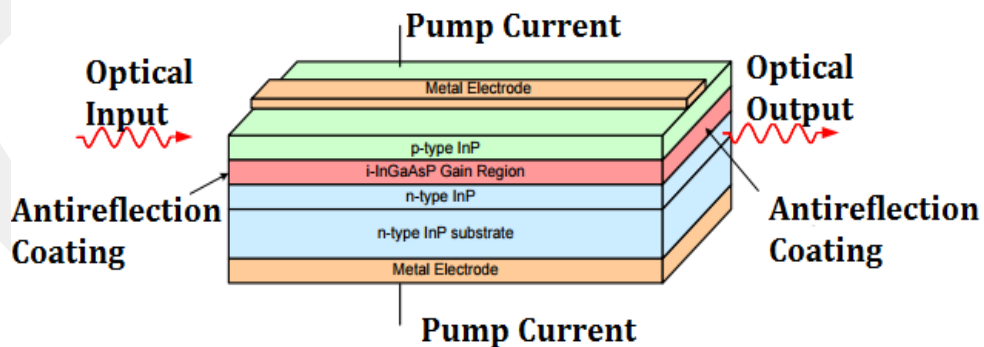 Pump Current
Optical
Input
Metal Electrode
Optical
Output
p-type InP
i-InGaAsP Gain Region
n-type InP
n-type InP substrate
Metal Electrode
Antireflection
Coating
Antireflection
Coating
Pump Current